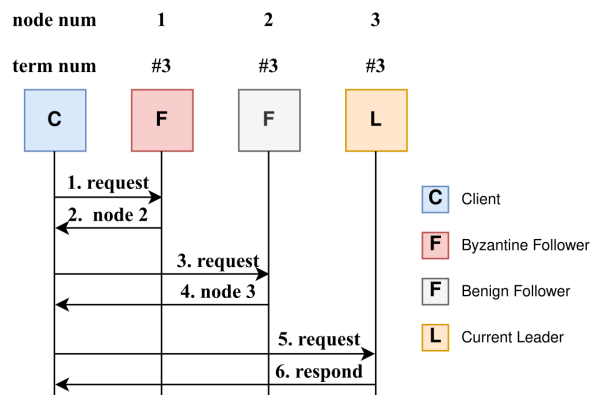 node num 1 2 3
term num #3 #3 #3
C F F L
1. request
2. node 2
3. request
4. node 3
5. request
6. respond
C Client
F Byzantine Follower
F Benign Follower
L Current Leader